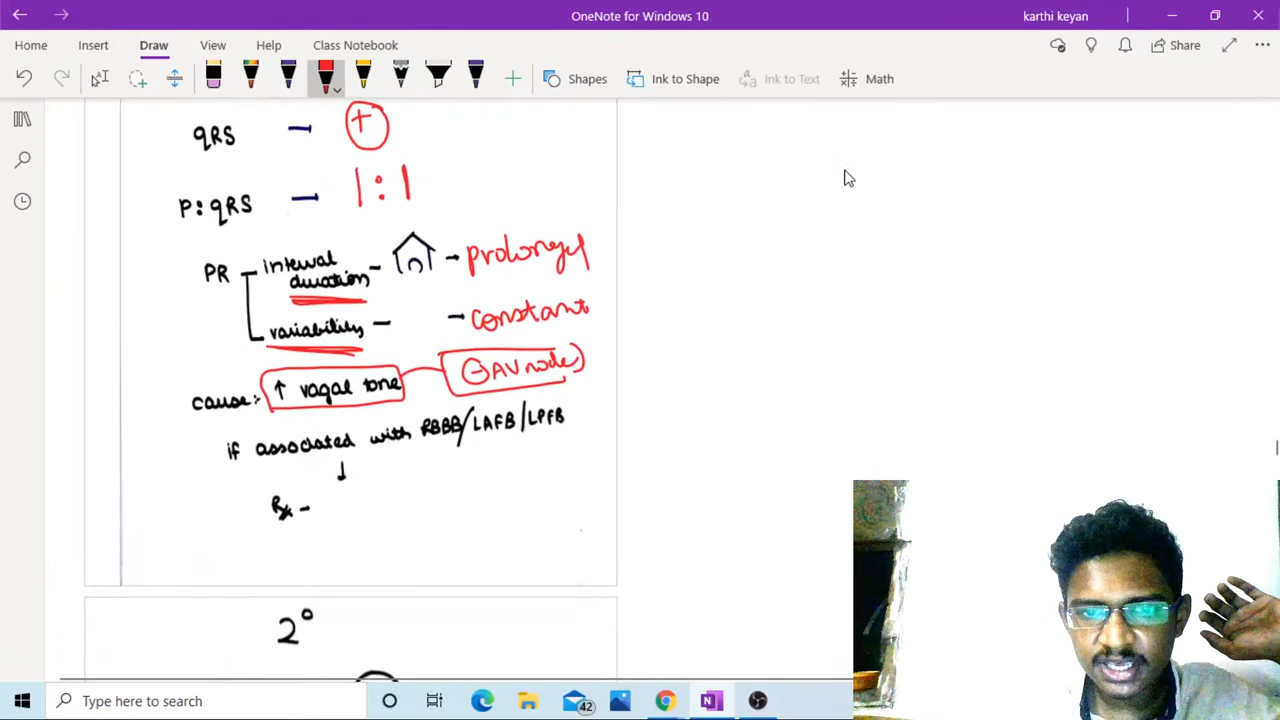 OneNote for Windows 10
karthi keyan
Home Insert Draw View Help Class Notebook
Share
Shapes Ink to Shape Ink to Text Math
qRS - +
P:qRS - 1:1
PR - interval duration - - prolonged
variability - - constant
cause: ↑ vagal tone ⊖ AV node
if associated with RBBB/LAFB/LPFB
↓
Rx -
2°
Type here to search
42